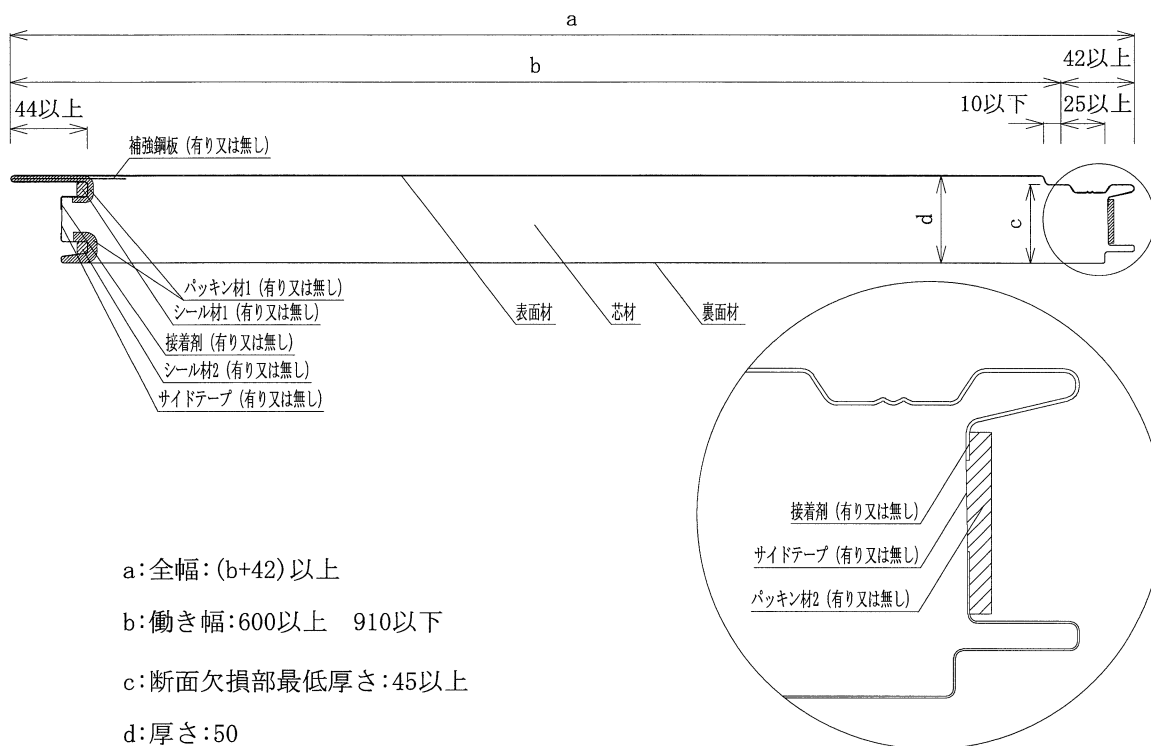 a
42以上
b
44以上
10以下
25以上
補強鋼板 (有り又は無し)
d
c
パッキン材1 (有り又は無し)
シール材1 (有り又は無し)
接着剤 (有り又は無し)
シール材2 (有り又は無し)
サイドテープ (有り又は無し)
表面材
芯材
裏面材
接着剤 (有り又は無し)
サイドテープ (有り又は無し)
パッキン材2 (有り又は無し)
a:全幅:(b+42)以上
b:働き幅:600以上 910以下
c:断面欠損部最低厚さ:45以上
d:厚さ:50